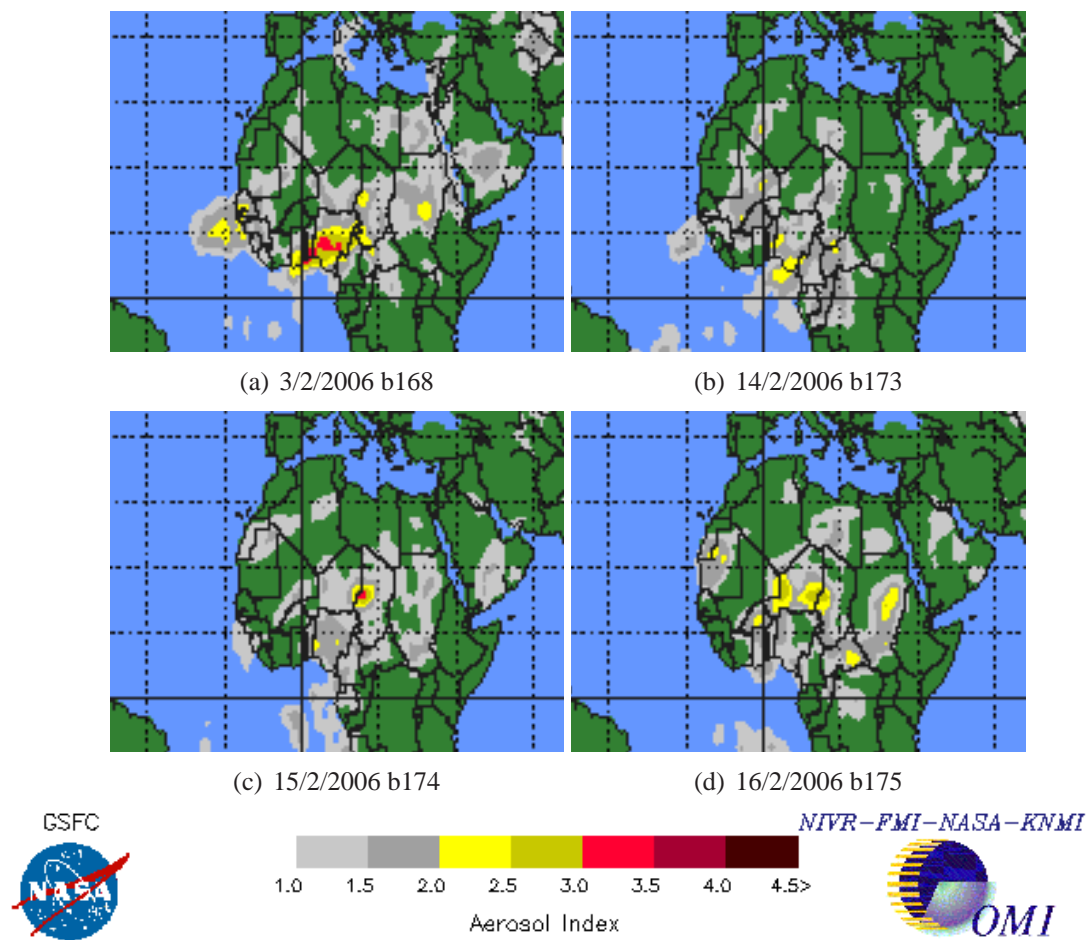 (a) 3/2/2006 b168
(b) 14/2/2006 b173
(c) 15/2/2006 b174
(d) 16/2/2006 b175
GSFC
NASA
1.0 1.5 2.0 2.5 3.0 3.5 4.0 4.5>
Aerosol Index
NIVR-FMI-NASA-KNMI
OMI